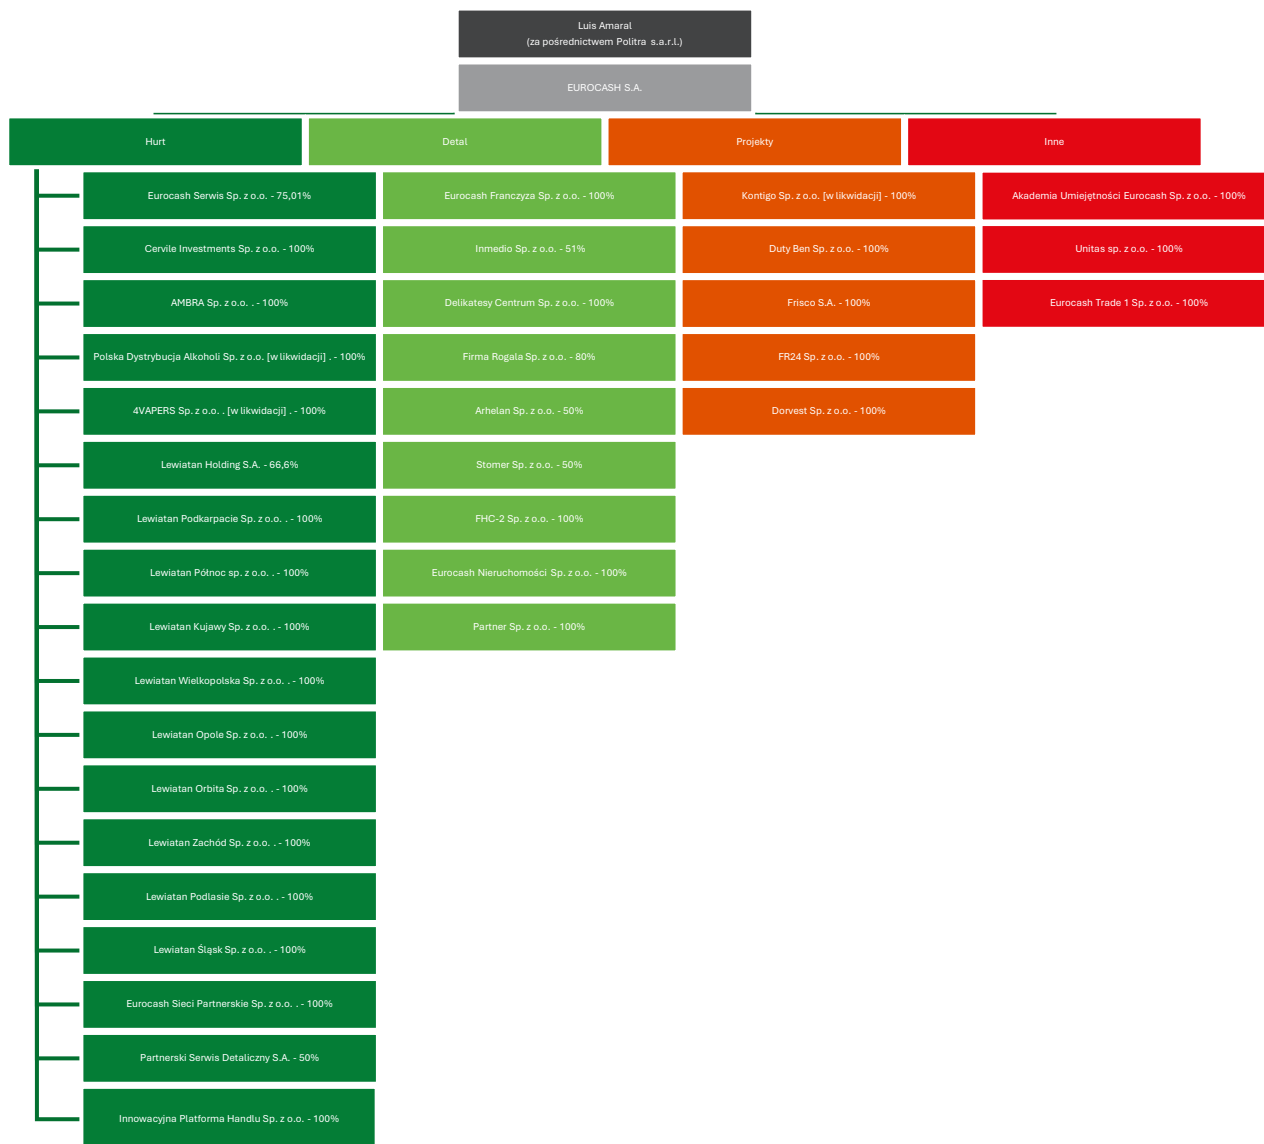 Luis Amaral
(za pośrednictwem Politra s.a.r.l.)
EUROCASH S.A.
Hurt
Detal
Projekty
Inne
Eurocash Serwis Sp. z o.o. - 75,01%
Cervile Investments Sp. z o.o. - 100%
AMBRA Sp. z o.o. . - 100%
Polska Dystrybucja Alkoholi Sp. z o.o. [w likwidacji] . - 100%
4VAPERS Sp. z o.o. . [w likwidacji] . - 100%
Lewiatan Holding S.A. - 66,6%
Lewiatan Podkarpacie Sp. z o.o. . - 100%
Lewiatan Północ sp. z o.o. . - 100%
Lewiatan Kujawy Sp. z o.o. . - 100%
Lewiatan Wielkopolska Sp. z o.o. . - 100%
Lewiatan Opole Sp. z o.o. . - 100%
Lewiatan Orbita Sp. z o.o. . - 100%
Lewiatan Zachód Sp. z o.o. . - 100%
Lewiatan Podlasie Sp. z o.o. . - 100%
Lewiatan Śląsk Sp. z o.o. . - 100%
Eurocash Sieci Partnerskie Sp. z o.o. . - 100%
Partnerski Serwis Detaliczny S.A. - 50%
Innowacyjna Platforma Handlu Sp. z o.o. - 100%
Eurocash Franczyza Sp. z o.o. - 100%
Inmedio Sp. z o.o. - 51%
Delikatesy Centrum Sp. z o.o. - 100%
Firma Rogala Sp. z o.o. - 80%
Arhelan Sp. z o.o. - 50%
Stomer Sp. z o.o. - 50%
FHC-2 Sp. z o.o. - 100%
Eurocash Nieruchomości Sp. z o.o. - 100%
Partner Sp. z o.o. - 100%
Kontigo Sp. z o.o. [w likwidacji] - 100%
Duty Ben Sp. z o.o. - 100%
Frisco S.A. - 100%
FR24 Sp. z o.o. - 100%
Dorvest Sp. z o.o. - 100%
Akademia Umiejętności Eurocash Sp. z o.o. - 100%
Unitas sp. z o.o. - 100%
Eurocash Trade 1 Sp. z o.o. - 100%